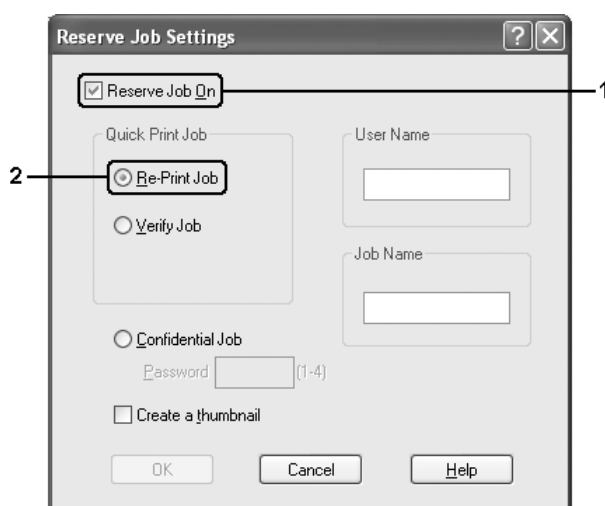 Reserve Job Settings
Reserve Job On
1
Quick Print Job
User Name
2
Re-Print Job
Verify Job
Job Name
Confidential Job
Password
(1-4)
Create a thumbnail
OK
Cancel
Help